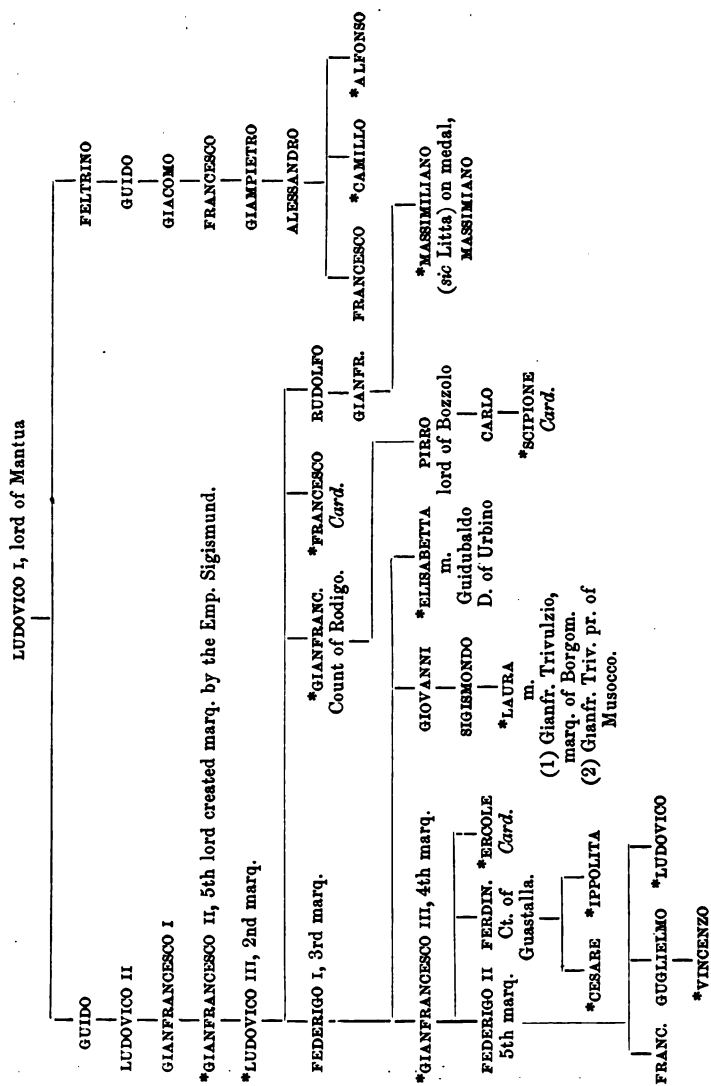 LUDOVICO I, lord of Mantua
GUIDO
FELTRINO
LUDOVICO II
GUIDO
GIANFRANCESCO I
GIACOMO
*GIANFRANCESCO II, 5th lord created marq. by the Emp. Sigismund.
FRANCESCO
*LUDOVICO III, 2nd marq.
GIAMPIETRO
ALESSANDRO
FEDERIGO I, 3rd marq.
*GIANFRANC.
Count of Rodigo.
*FRANCESCO
Card.
RUDOLFO
GIANFR.
FRANCESCO
*CAMILLO
*ALFONSO
*GIANFRANCESCO III, 4th marq.
GIOVANNI
*ELISABETTA
m.
Guidubaldo
D. of Urbino
PIRRO
lord of Bozzolo
*MASSIMILIANO
(sic Litta) on medal,
MASSIMIANO
SIGISMONDO
CARLO
*LAURA
m.
(1) Gianfr. Trivulzio,
marq. of Borgom.
(2) Gianfr. Triv. pr. of
Musocco.
*SCIPIONE
Card.
FEDERIGO II
5th marq.
FERDIN.
Ct. of
Guastalla.
*ERCOLE
Card.
*CESARE
*IPPOLITA
FRANC.
GUGLIELMO
*LUDOVICO
*VINCENZO